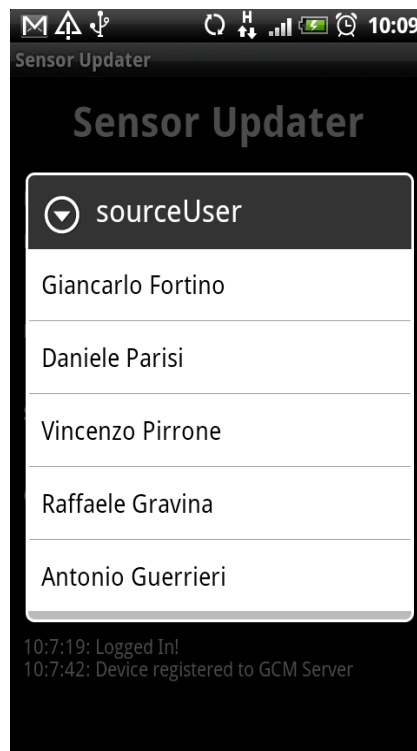 H
10:09
Sensor Updater
Sensor Updater
sourceUser
Giancarlo Fortino
Daniele Parisi
Vincenzo Pirrone
Raffaele Gravina
Antonio Guerrieri
10:7:19: Logged In!
10:7:42: Device registered to GCM Server